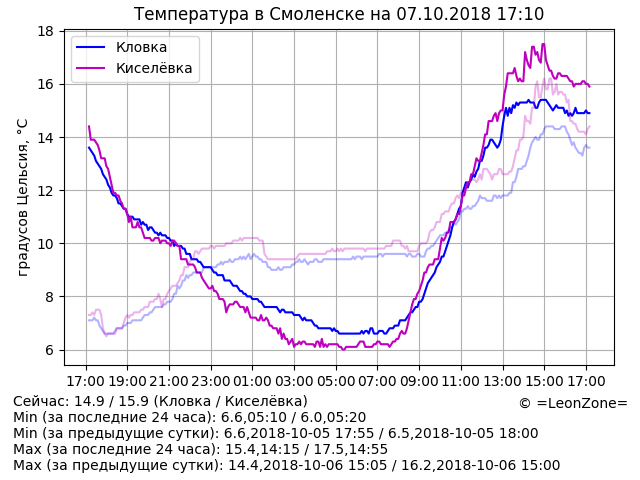 Температура в Смоленске на 07.10.2018 17:10
Кловка
Киселёвка
градусов Цельсия, °C
18
16
14
12
10
8
6
17:00 19:00 21:00 23:00 01:00 03:00 05:00 07:00 09:00 11:00 13:00 15:00 17:00
Сейчас: 14.9 / 15.9 (Кловка / Киселёвка)
© =LeonZone=
Min (за последние 24 часа): 6.6,05:10 / 6.0,05:20
Min (за предыдущие сутки): 6.6,2018-10-05 17:55 / 6.5,2018-10-05 18:00
Max (за последние 24 часа): 15.4,14:15 / 17.5,14:55
Max (за предыдущие сутки): 14.4,2018-10-06 15:05 / 16.2,2018-10-06 15:00